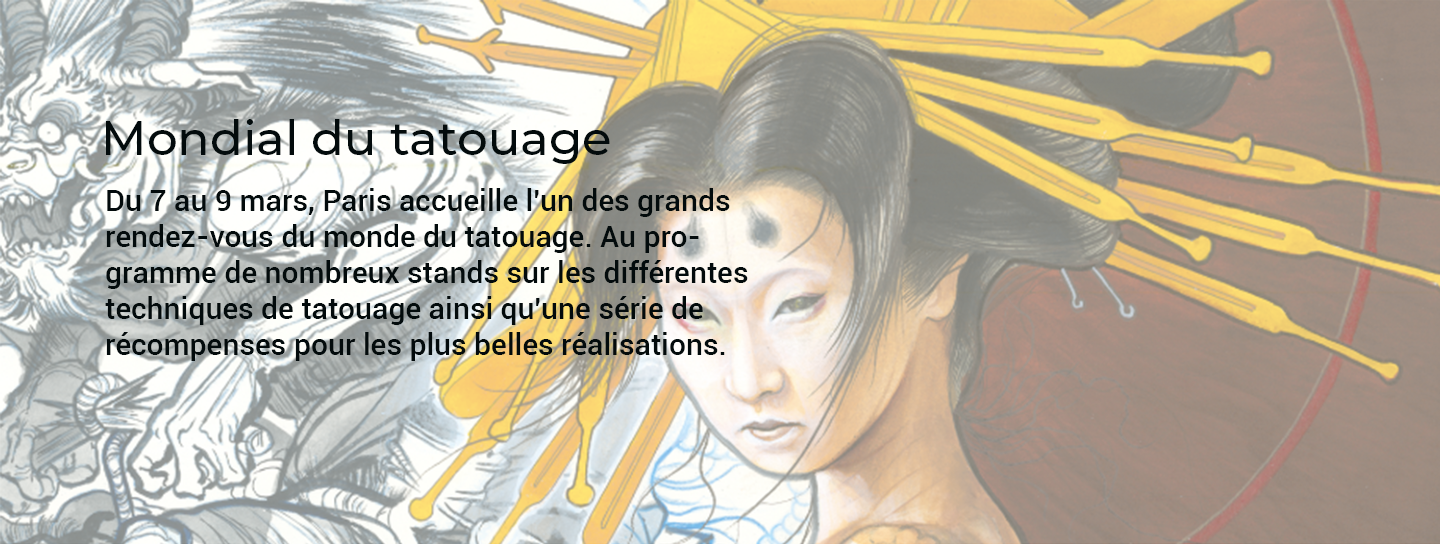 Mondial du tatouage
Du 7 au 9 mars, Paris accueille l'un des grands
rendez-vous du monde du tatouage. Au pro-
gramme de nombreux stands sur les différentes
techniques de tatouage ainsi qu'une série de
récompenses pour les plus belles réalisations.